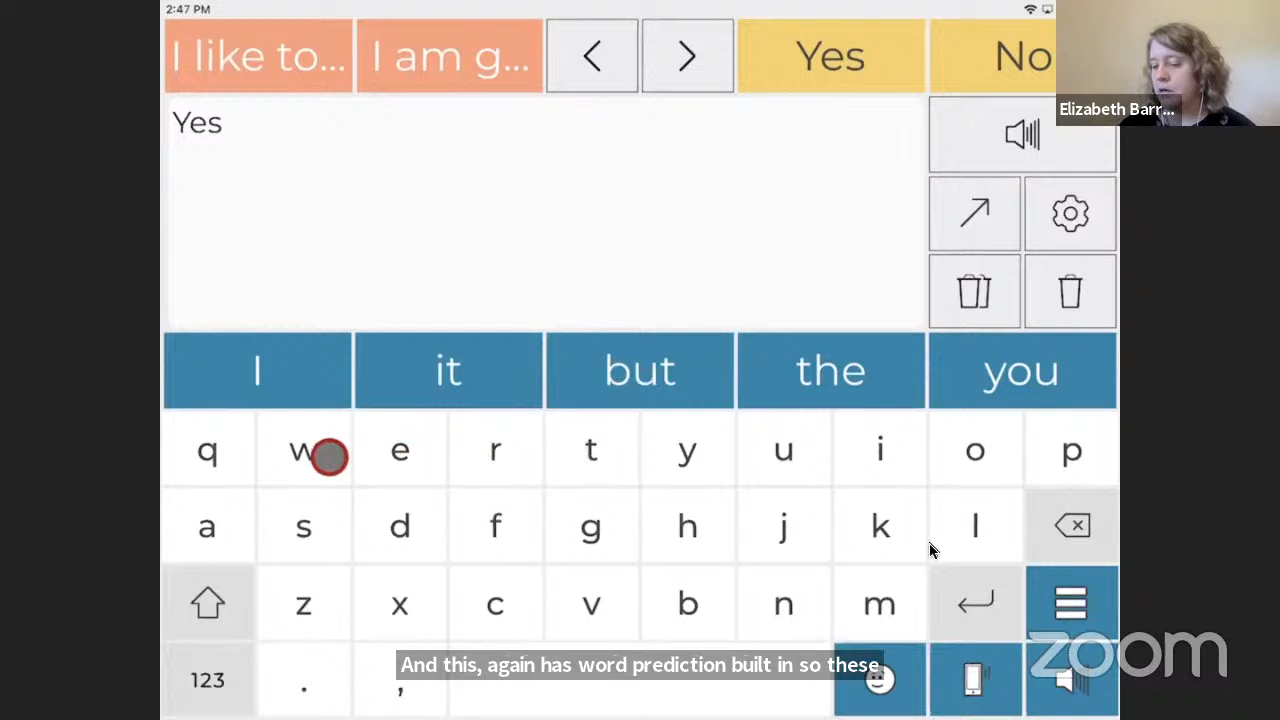 2:47 PM
I like to...
I am g...
Yes
No
Elizabeth Barr...
Yes
I
it
but
the
you
q w e r t y u i o p
a s d f g h j k l
z x c v b n m
zoom
And this, again has word prediction built in so these
123 . ,